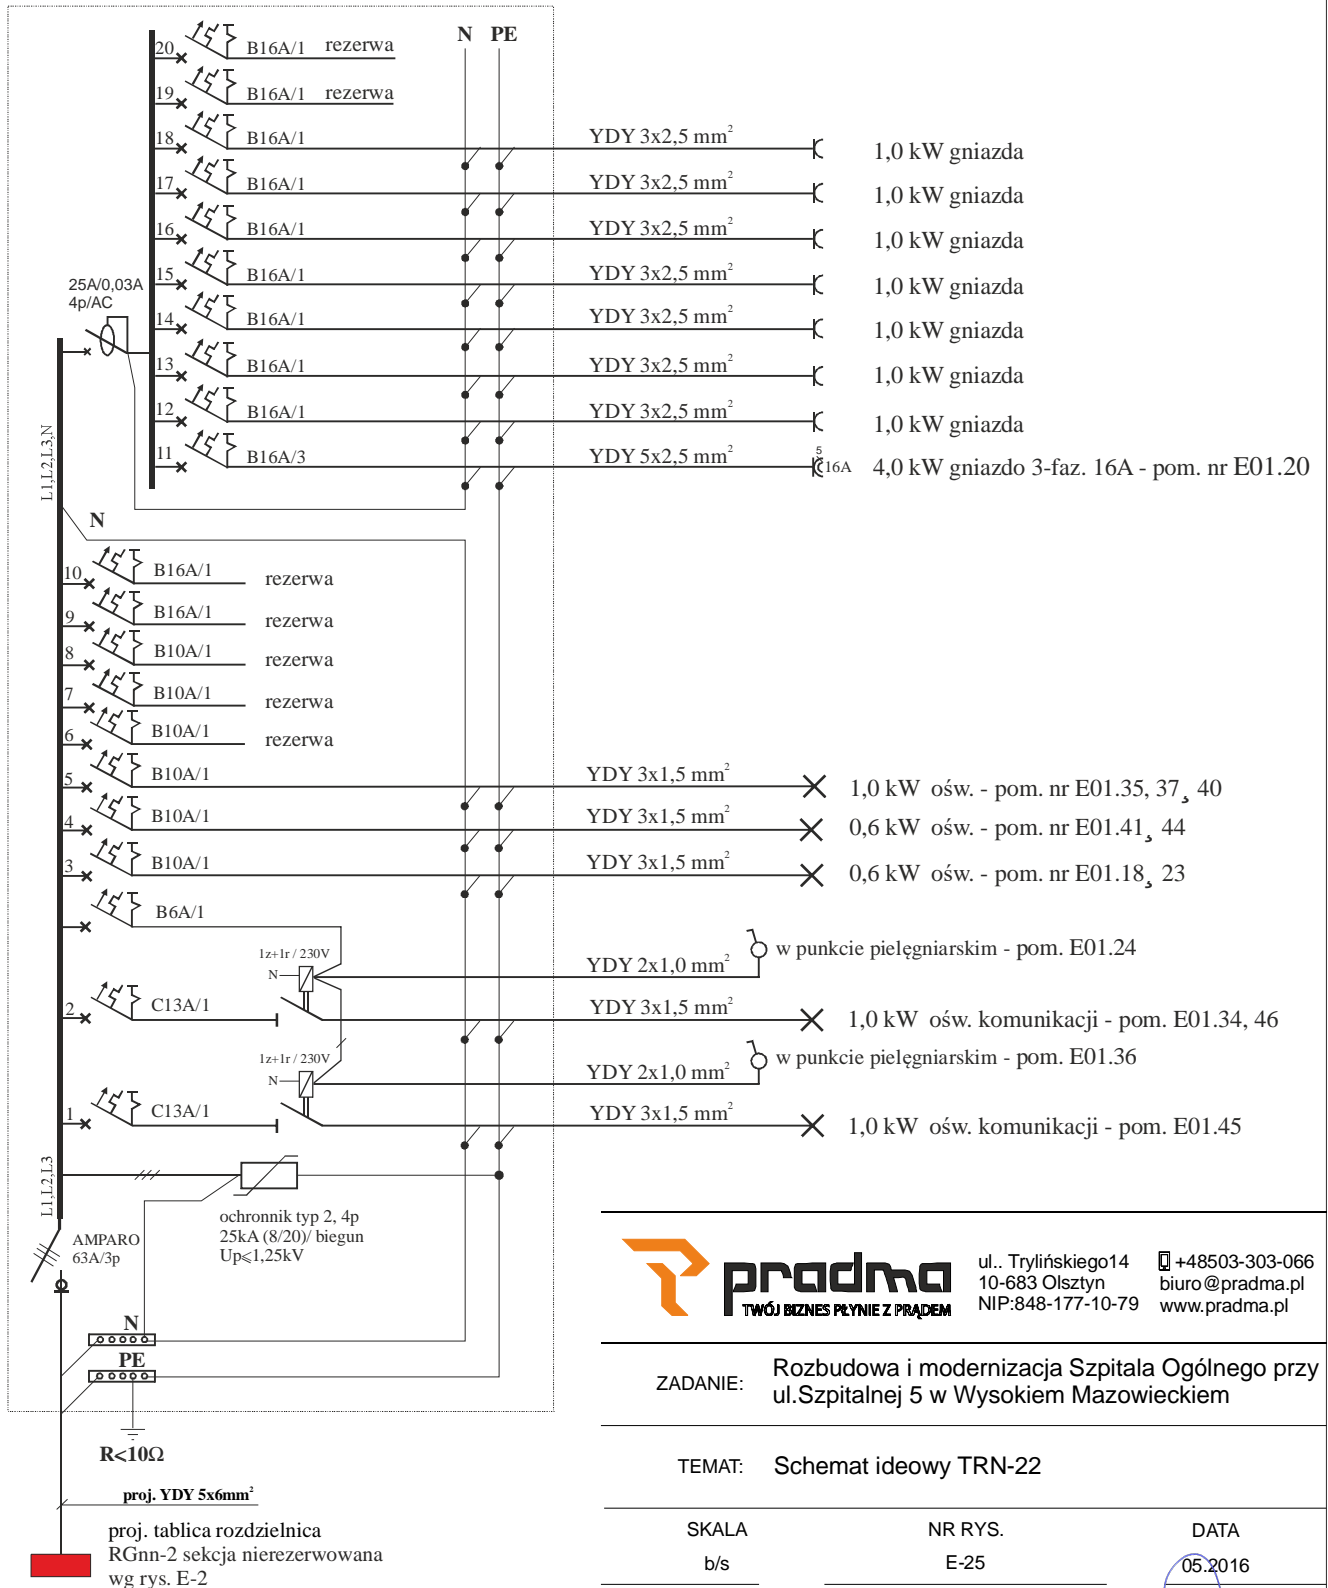 N PE
20 B16A/1 rezerwa
19 B16A/1 rezerwa
18 B16A/1 YDY 3x2,5 mm² 1,0 kW gniazda
17 B16A/1 YDY 3x2,5 mm² 1,0 kW gniazda
16 B16A/1 YDY 3x2,5 mm² 1,0 kW gniazda
15 B16A/1 YDY 3x2,5 mm² 1,0 kW gniazda
25A/0,03A
4p/AC
14 B16A/1 YDY 3x2,5 mm² 1,0 kW gniazda
13 B16A/1 YDY 3x2,5 mm² 1,0 kW gniazda
12 B16A/1 YDY 3x2,5 mm² 1,0 kW gniazda
11 B16A/3 YDY 5x2,5 mm² 5 16A 4,0 kW gniazdo 3-faz. 16A - pom. nr E01.20
L1,L2,L3,N
N
10 B16A/1 rezerwa
9 B16A/1 rezerwa
8 B10A/1 rezerwa
7 B10A/1 rezerwa
6 B10A/1 rezerwa
5 B10A/1 YDY 3x1,5 mm² 1,0 kW ośw. - pom. nr E01.35, 37, 40
4 B10A/1 YDY 3x1,5 mm² 0,6 kW ośw. - pom. nr E01.41, 44
3 B10A/1 YDY 3x1,5 mm² 0,6 kW ośw. - pom. nr E01.18, 23
B6A/1
1z+1r / 230V
N YDY 2x1,0 mm² w punkcie pielęgniarskim - pom. E01.24
2 C13A/1 YDY 3x1,5 mm² 1,0 kW ośw. komunikacji - pom. E01.34, 46
1z+1r / 230V
N YDY 2x1,0 mm² w punkcie pielęgniarskim - pom. E01.36
1 C13A/1 YDY 3x1,5 mm² 1,0 kW ośw. komunikacji - pom. E01.45
L1,L2,L3
ochronnik typ 2, 4p
25kA (8/20)/ biegun
Up⩽1,25kV
AMPARO
63A/3p
N
PE
R<10Ω
proj. YDY 5x6mm²
proj. tablica rozdzielnica
RGnn-2 sekcja nierezerwowana
wg rys. E-2
pradma
TWÓJ BIZNES PŁYNIE Z PRĄDEM
ul.. Trylińskiego14
10-683 Olsztyn
NIP:848-177-10-79
+48503-303-066
biuro@pradma.pl
www.pradma.pl
ZADANIE: Rozbudowa i modernizacja Szpitala Ogólnego przy
ul.Szpitalnej 5 w Wysokiem Mazowieckiem
TEMAT: Schemat ideowy TRN-22
SKALA NR RYS. DATA
b/s E-25 05.2016